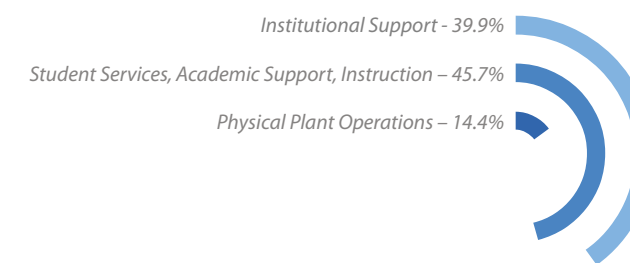 Institutional Support - 39.9%
Student Services, Academic Support, Instruction – 45.7%
Physical Plant Operations – 14.4%